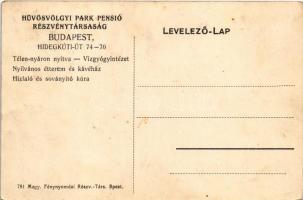 HŰVÖSVÖLGYI PARK PENSIÓ
RÉSZVÉNYTÁRSASÁG
BUDAPEST,
HIDEGKÚTI-ÚT 74–76
Télen-nyáron nyitva — Vizgyógyintézet
Nyilvános étterem és kávéház
Hizlaló és soványító kúra
LEVELEZŐ-LAP
791 Magy. Fénynyomdai Részv.-Társ. Bpest.